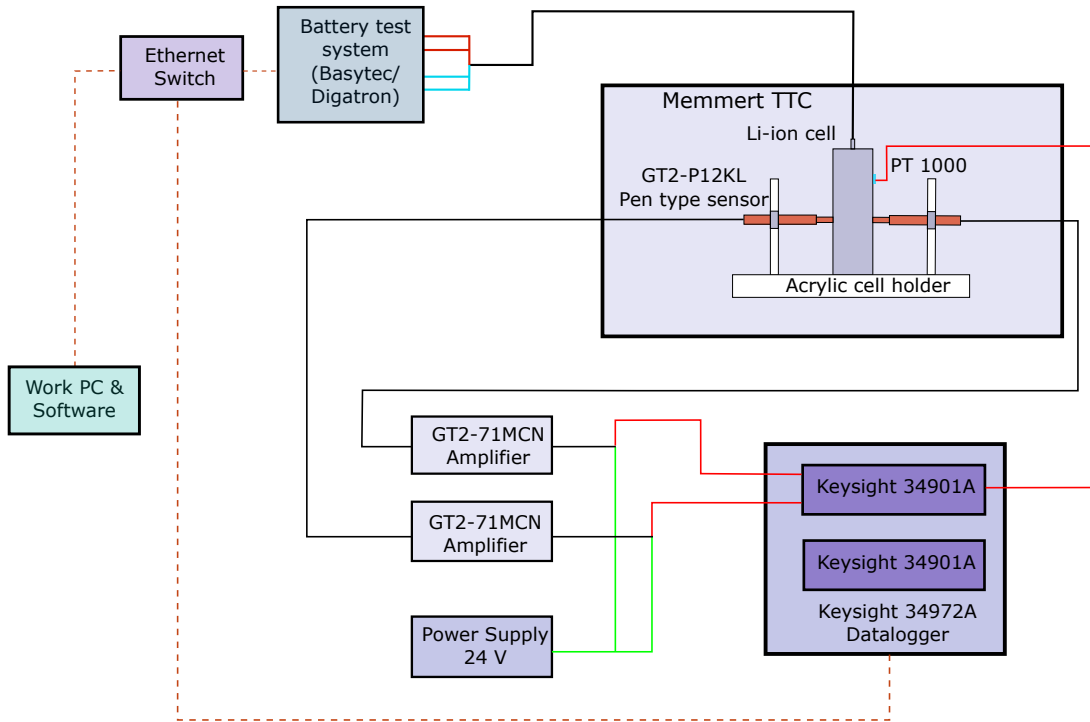 Battery test
system
(Basytec/
Digatron)
Ethernet
Switch
Memmert TTC
Li-ion cell
PT 1000
GT2-P12KL
Pen type sensor
Acrylic cell holder
Work PC &
Software
GT2-71MCN
Amplifier
GT2-71MCN
Amplifier
Power Supply
24 V
Keysight 34901A
Keysight 34901A
Keysight 34972A
Datalogger